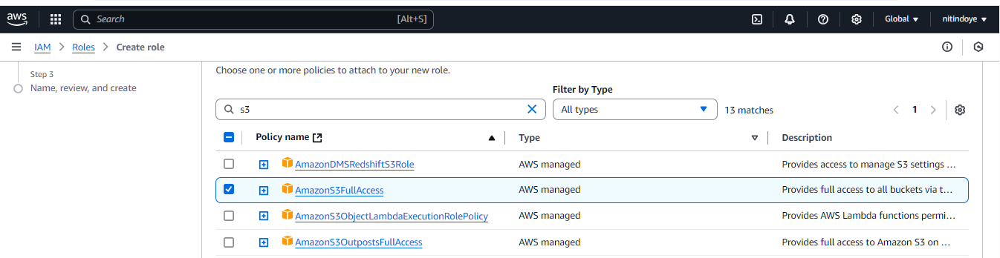 aws Search [Alt+S] Global nitindoye
IAM > Roles > Create role
Step 3
Name, review, and create
Choose one or more policies to attach to your new role.
Filter by Type
s3 All types 13 matches 1
Policy name Type Description
AmazonDMSRedshiftS3Role AWS managed Provides access to manage S3 settings ...
AmazonS3FullAccess AWS managed Provides full access to all buckets via t...
AmazonS3ObjectLambdaExecutionRolePolicy AWS managed Provides AWS Lambda functions permi...
AmazonS3OutpostsFullAccess AWS managed Provides full access to Amazon S3 on ...